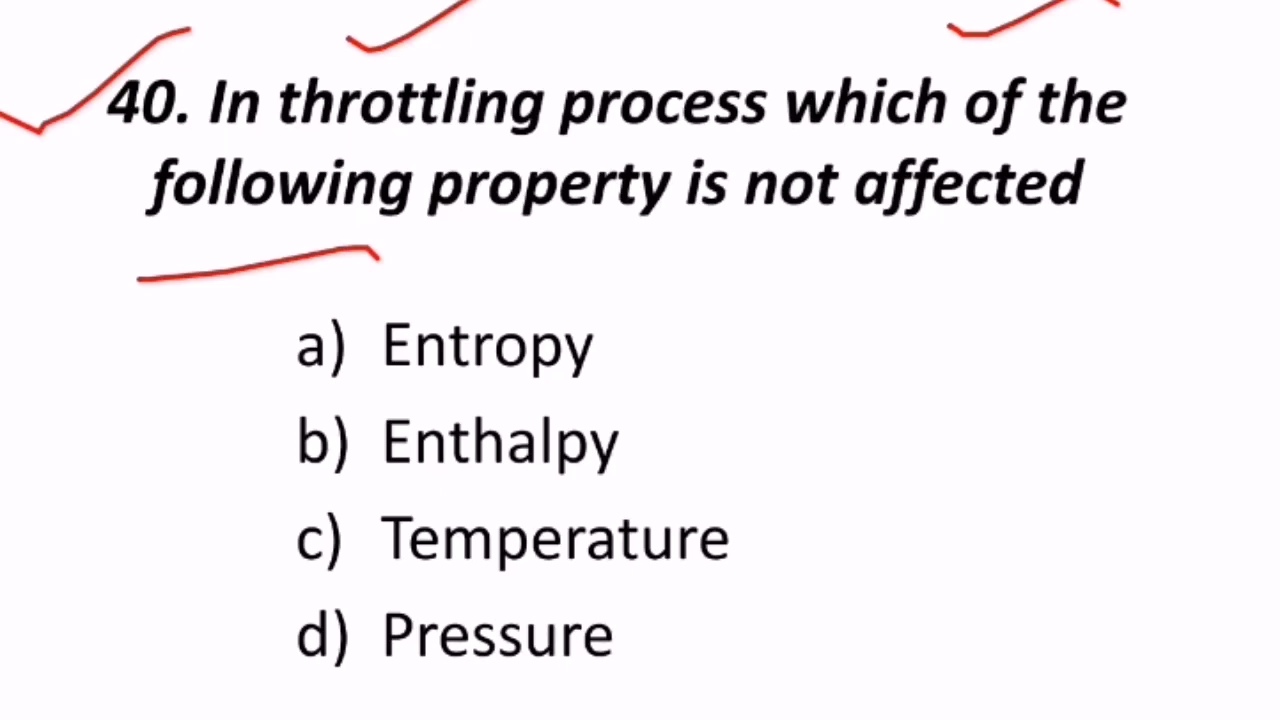 40. In throttling process which of the
following property is not affected
a) Entropy
b) Enthalpy
c) Temperature
d) Pressure